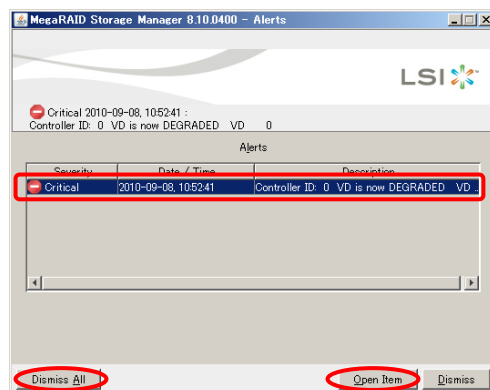 MegaRAID Storage Manager 8.10.0400 - Alerts
LSI
Critical 2010-09-08, 10:52:41 :
Controller ID: 0 VD is now DEGRADED VD 0
Alerts
Severity Date / Time Description
Critical 2010-09-08, 10:52:41 Controller ID: 0 VD is now DEGRADED VD ..
Dismiss All Open Item Dismiss